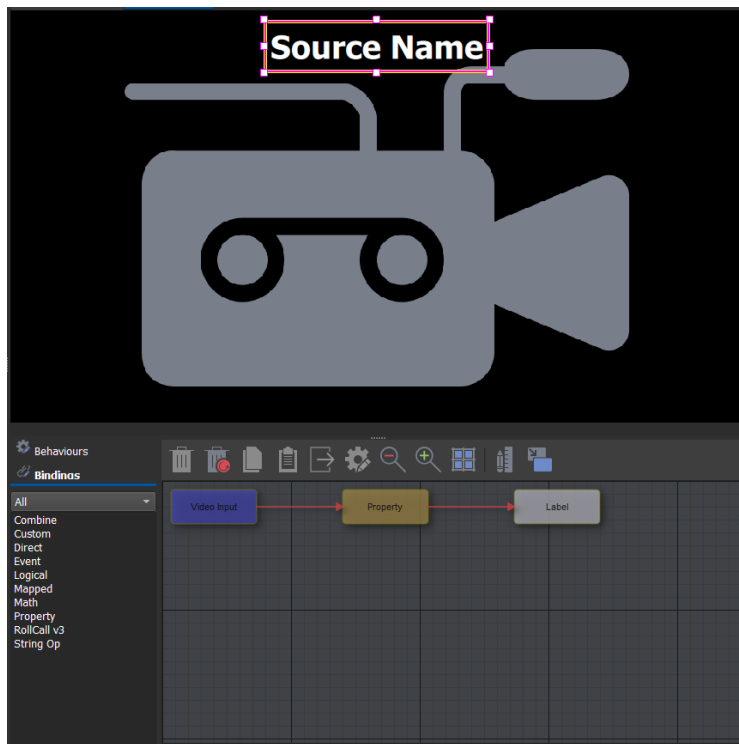 Source Name
Behaviours
Bindings
All
Combine
Custom
Direct
Event
Logical
Mapped
Math
Property
RollCall v3
String Op
Video Input
Property
Label